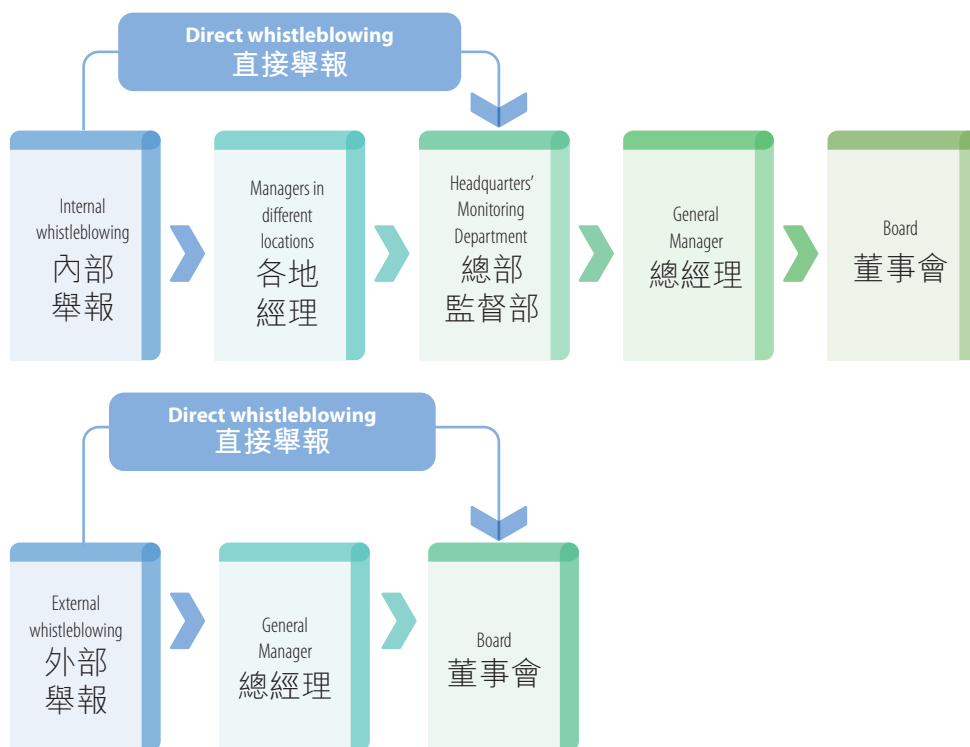 Direct whistleblowing
直接舉報
Internal
whistleblowing
內部
舉報
Managers in
different
locations
各地
經理
Headquarters’
Monitoring
Department
總部
監督部
General
Manager
總經理
Board
董事會
Direct whistleblowing
直接舉報
External
whistleblowing
外部
舉報
General
Manager
總經理
Board
董事會